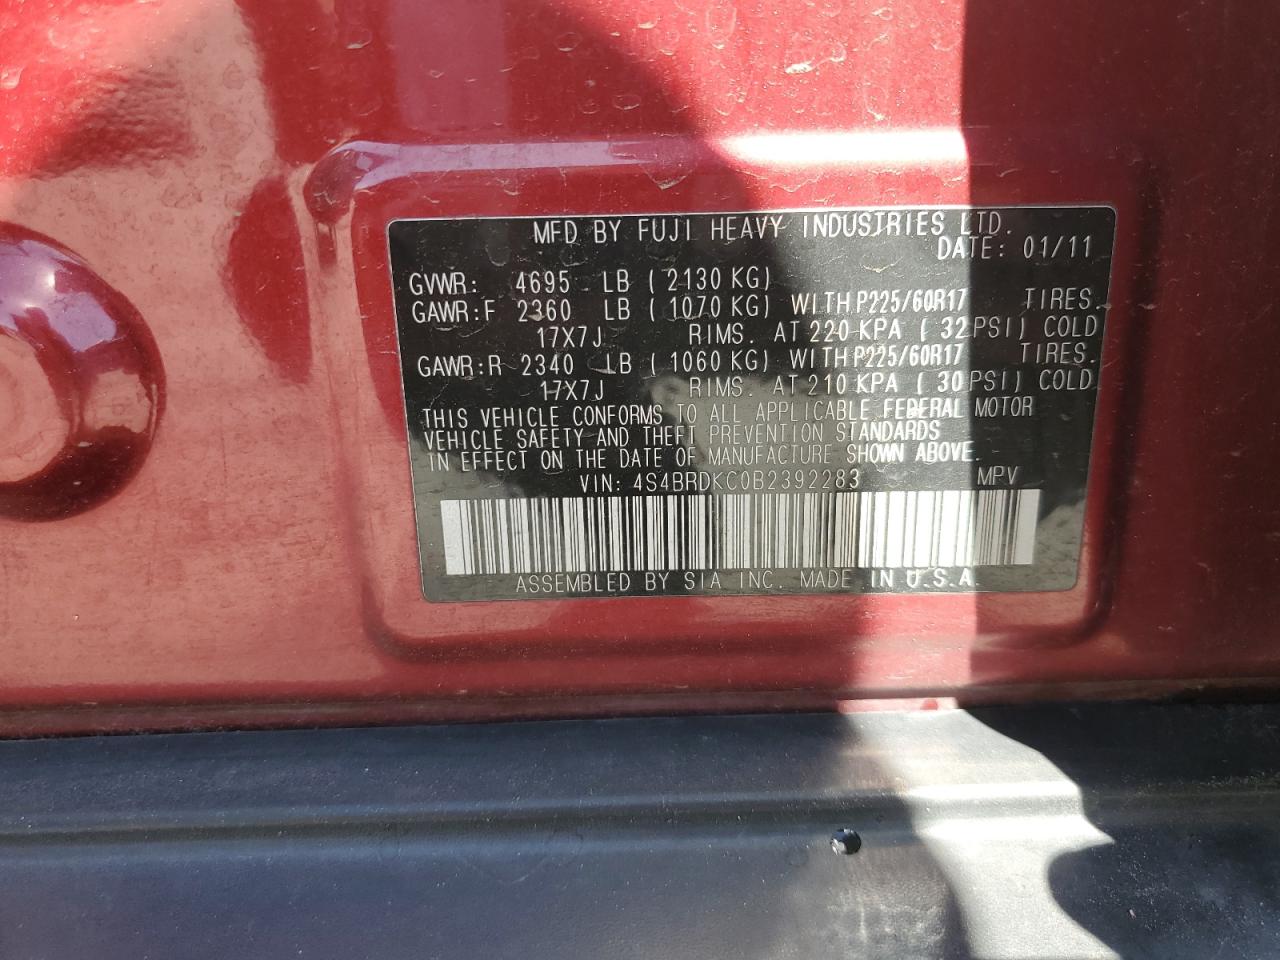 MFD BY FUJI HEAVY INDUSTRIES LTD.
DATE: 01/11
GVWR: 4695 LB (2130 KG)
GAWR:F 2360 LB (1070 KG) WITH P225/60R17 TIRES.
17X7J RIMS. AT 220 KPA (32 PSI) COLD
GAWR:R 2340 LB (1060 KG) WITH P225/60R17 TIRES.
17X7J RIMS. AT 210 KPA (30 PSI) COLD
THIS VEHICLE CONFORMS TO ALL APPLICABLE FEDERAL MOTOR
VEHICLE SAFETY AND THEFT PREVENTION STANDARDS
IN EFFECT ON THE DATE OF MANUFACTURE SHOWN ABOVE.
VIN: 4S4BRDKC0B2392283 MPV
ASSEMBLED BY SIA INC. MADE IN U.S.A.